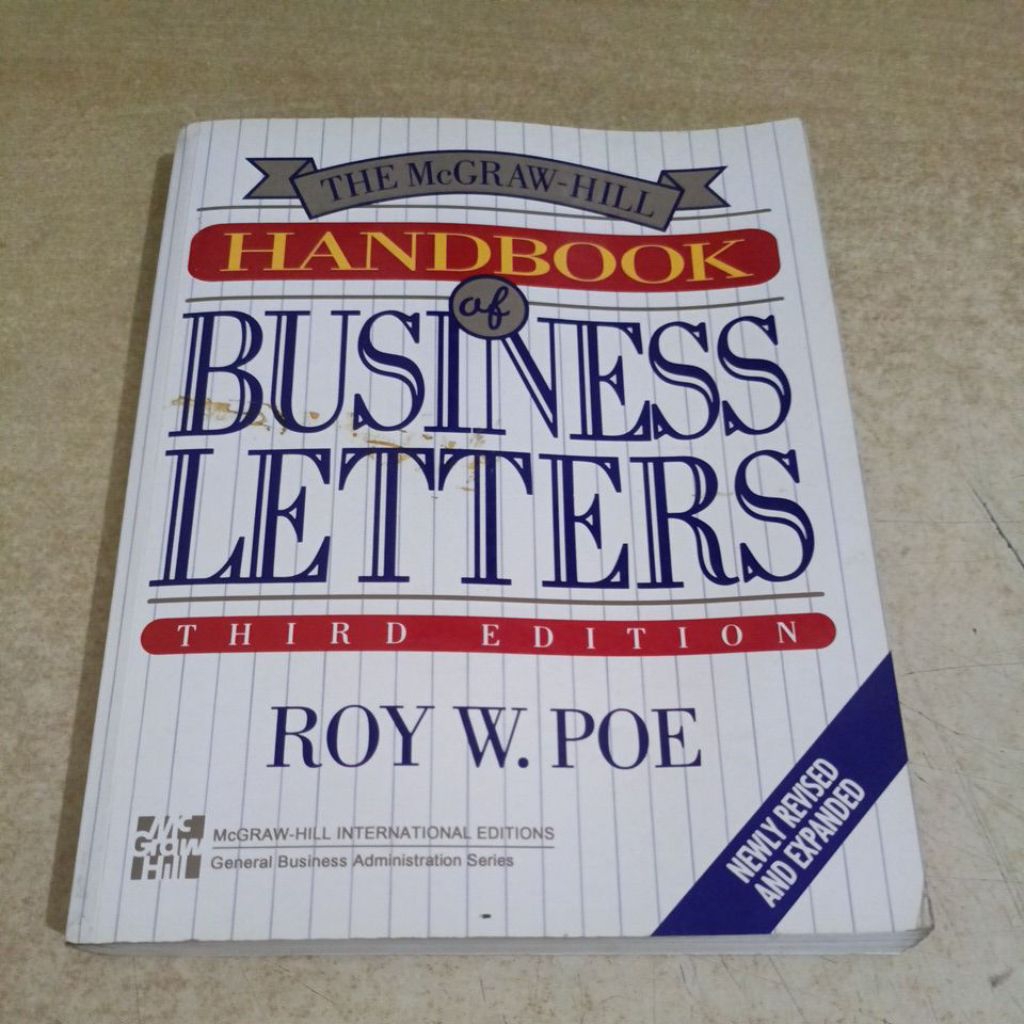 THE McGRAW-HILL
HANDBOOK
of
BUSINESS
LETTERS
THIRD EDITION
ROY W. POE
NEWLY REVISED
AND EXPANDED
Mc
Graw
Hill
McGRAW-HILL INTERNATIONAL EDITIONS
General Business Administration Series